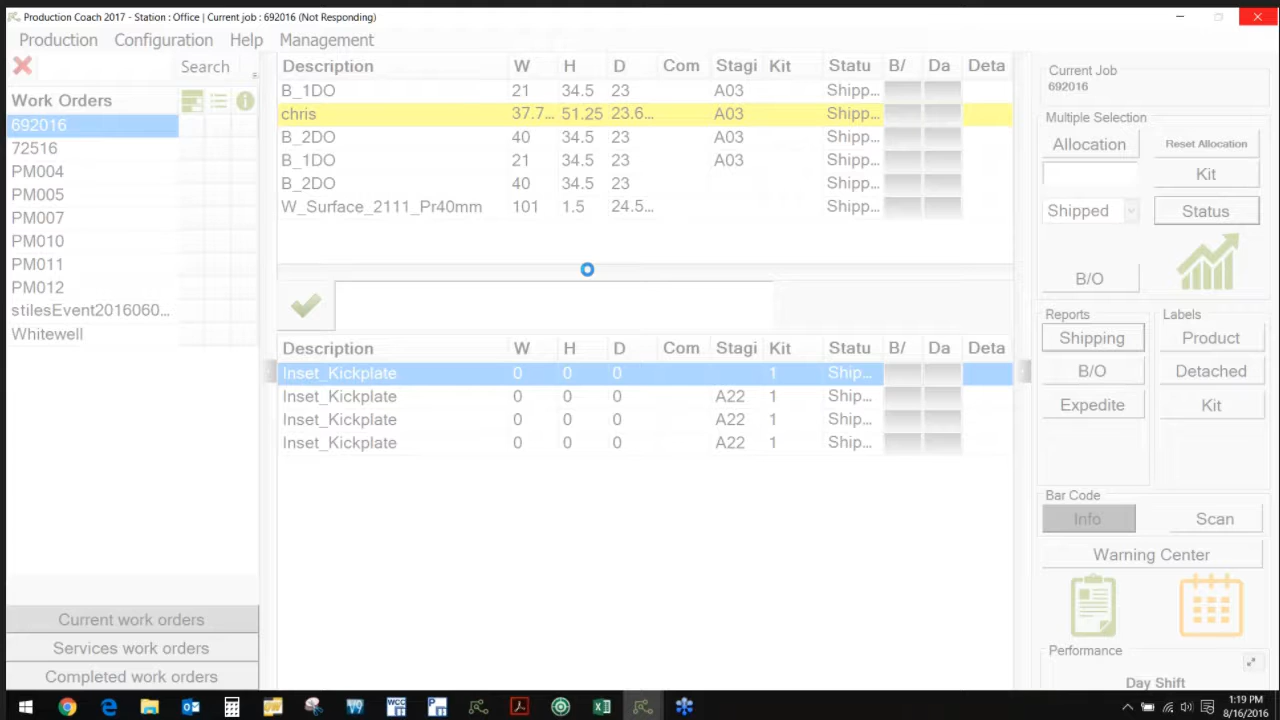 Production Coach 2017 - Station : Office | Current job : 692016 (Not Responding)
Production Configuration Help Management
Search
Work Orders
692016
72516
PM004
PM005
PM007
PM010
PM011
PM012
stilesEvent2016060...
Whitewell
Current work orders
Services work orders
Completed work orders
Description W H D Com Stagi Kit Statu B/ Da Deta
B_1DO 21 34.5 23 A03 Shipp...
chris 37.7... 51.25 23.6... A03 Shipp...
B_2DO 40 34.5 23 A03 Shipp...
B_1DO 21 34.5 23 A03 Shipp...
B_2DO 40 34.5 23 Shipp...
W_Surface_2111_Pr40mm 101 1.5 24.5... Shipp...
Description W H D Com Stagi Kit Statu B/ Da Deta
Inset_Kickplate 0 0 0 1 Ship...
Inset_Kickplate 0 0 0 A22 1 Ship...
Inset_Kickplate 0 0 0 A22 1 Ship...
Inset_Kickplate 0 0 0 A22 1 Ship...
Current Job
692016
Multiple Selection
Allocation Reset Allocation
Kit
Shipped Status
B/O
Reports Labels
Shipping Product
B/O Detached
Expedite Kit
Bar Code
Info Scan
Warning Center
Performance
Day Shift
1:19 PM
8/16/2016